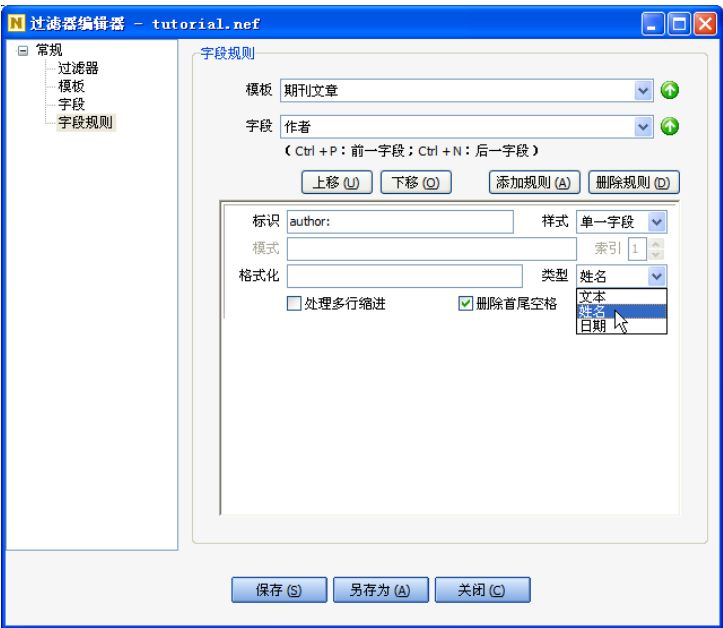 过滤器编辑器 - tutorial.nef
常规
过滤器
模板
字段
字段规则
字段规则
模板 期刊文章
字段 作者
(Ctrl+P:前一字段;Ctrl+N:后一字段)
上移(U) 下移(O) 添加规则(A) 删除规则(D)
标识 author: 样式 单一字段
模式 索引 1
格式化 类型 姓名
处理多行缩进 删除首尾空格
文本
姓名
日期
保存(S) 另存为(A) 关闭(C)